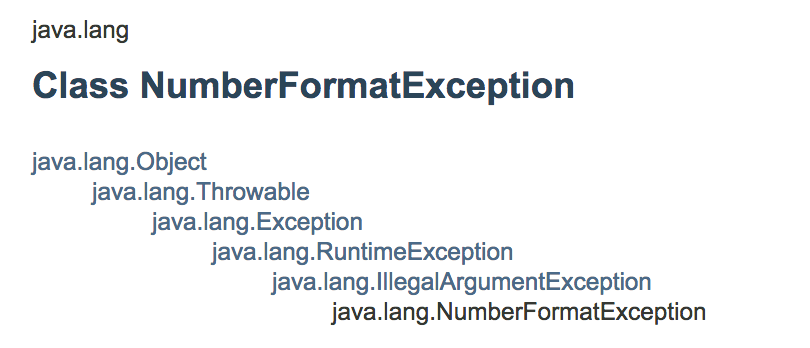 java.lang
Class NumberFormatException
java.lang.Object
java.lang.Throwable
java.lang.Exception
java.lang.RuntimeException
java.lang.IllegalArgumentException
java.lang.NumberFormatException